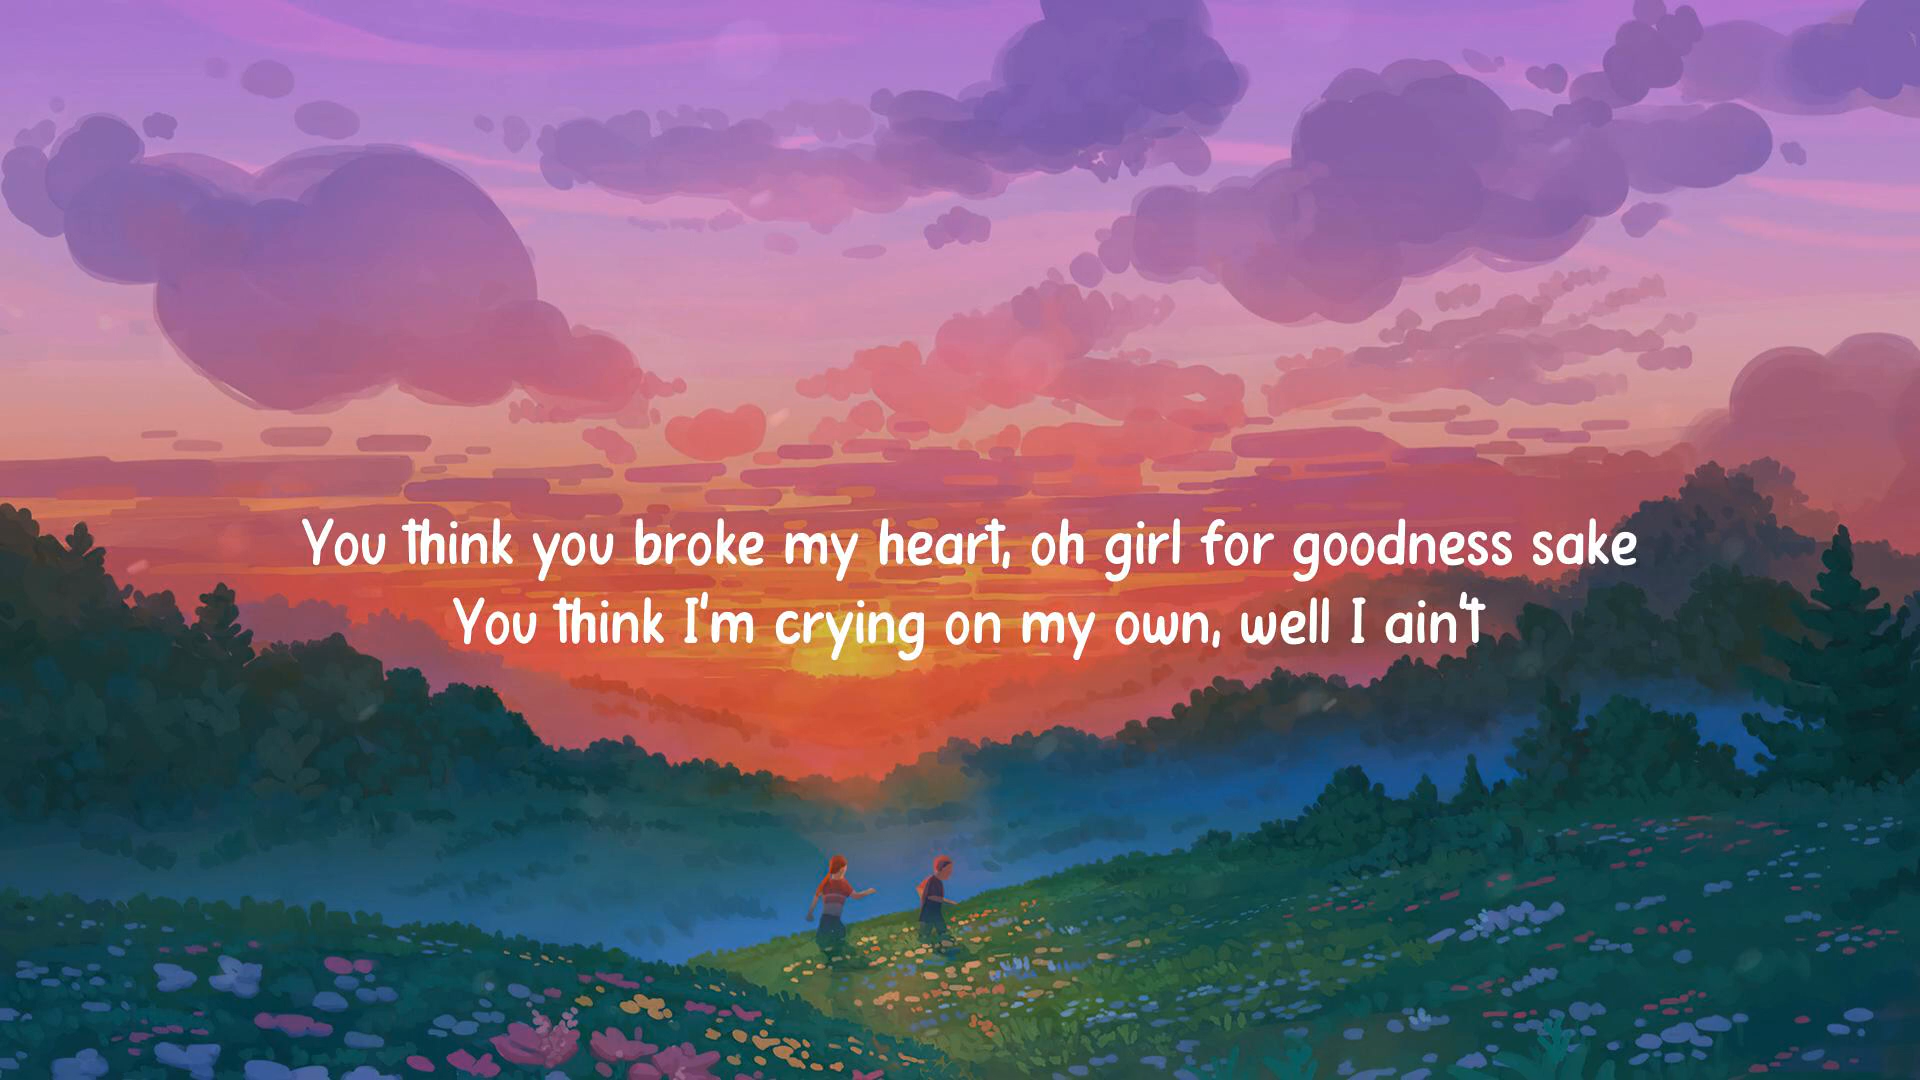 You think you broke my heart, oh girl for goodness sake
You think I'm crying on my own, well I ain't